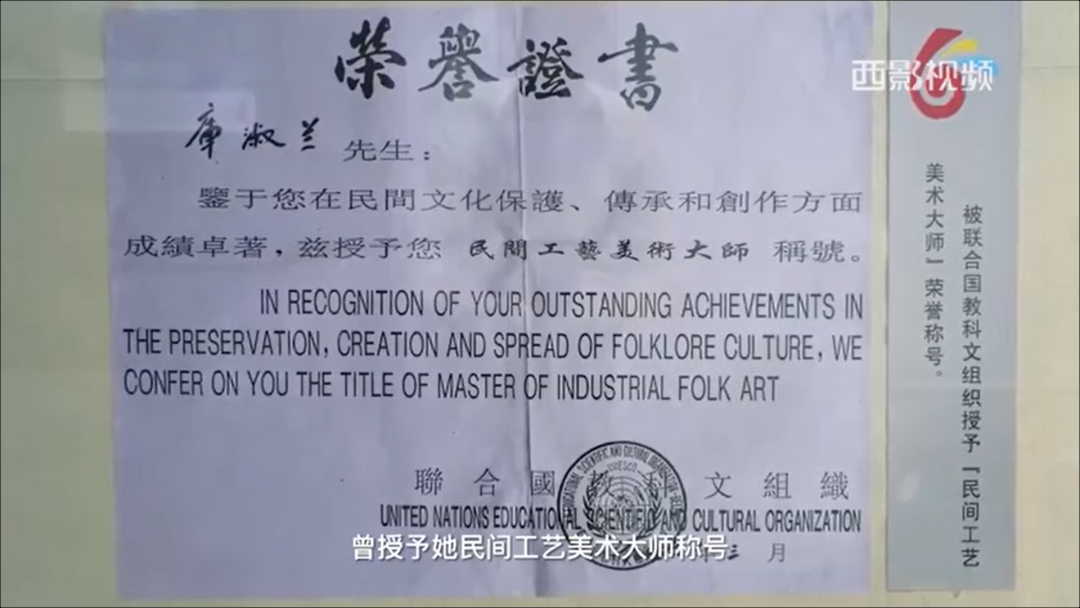 榮譽證書
庫淑兰 先生：
鑒于您在民間文化保護、傳承和創作方面
成績卓著，兹授予您 民間工藝美術大師 稱號。
IN RECOGNITION OF YOUR OUTSTANDING ACHIEVEMENTS IN
THE PRESERVATION, CREATION AND SPREAD OF FOLKLORE CULTURE, WE
CONFER ON YOU THE TITLE OF MASTER OF INDUSTRIAL FOLK ART
聯合國教科文組織
UNITED NATIONS EDUCATIONAL SCIENTIFIC AND CULTURAL ORGANIZATION
三月
UNESCO
西影视频
被联合国教科文组织授予『民间工艺
美术大师』荣誉称号。
曾授予她民间工艺美术大师称号